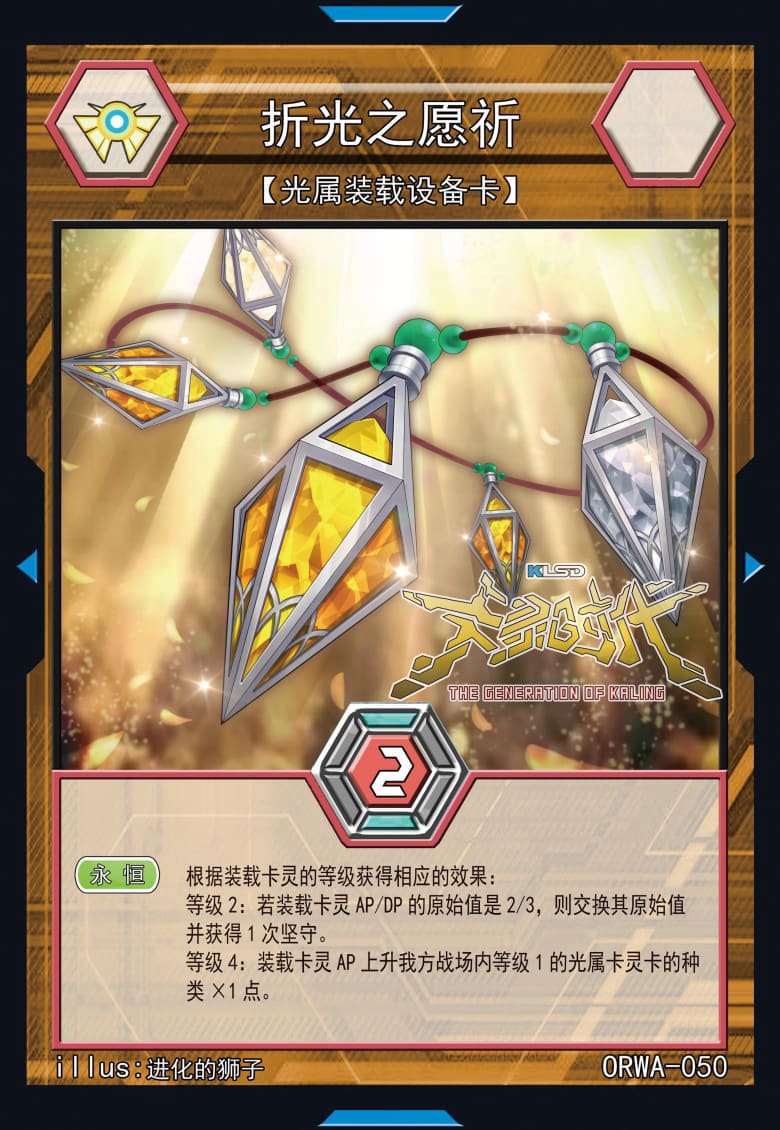 折光之愿祈
【光属装载设备卡】
KLSD
卡灵时代
THE GENERATION OF KALING
2
永恒
根据装载卡灵的等级获得相应的效果：
等级 2：若装载卡灵 AP/DP 的原始值是 2/3，则交换其原始值
并获得 1 次坚守。
等级 4：装载卡灵 AP 上升我方战场内等级 1 的光属卡灵卡的种
类 ×1 点。
illus:进化的狮子
ORWA-050